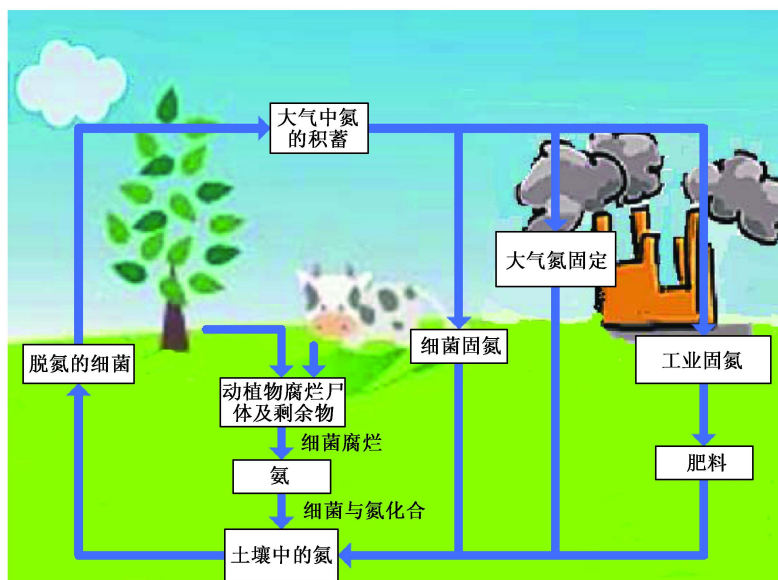 大气中氮
的积蓄
大气氮固定
脱氮的细菌
细菌固氮
工业固氮
动植物腐烂尸
体及剩余物
细菌腐烂
氨
肥料
细菌与氮化合
土壤中的氮